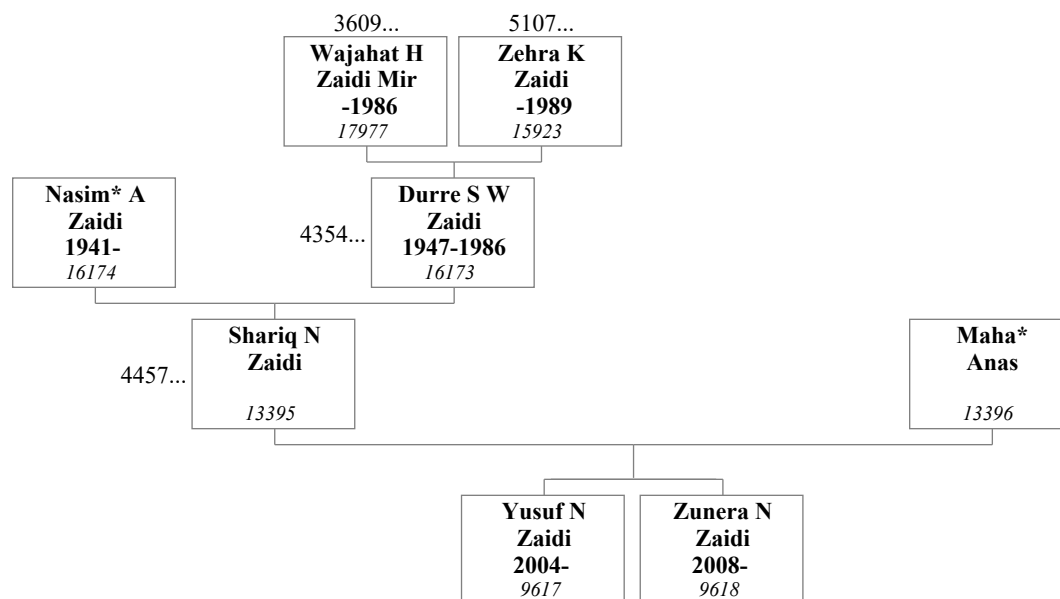 3609...
5107...
Wajahat H
Zaidi Mir
-1986
17977
Zehra K
Zaidi
-1989
15923
Nasim* A
Zaidi
1941-
16174
4354...
Durre S W
Zaidi
1947-1986
16173
4457...
Shariq N
Zaidi
13395
Maha*
Anas
13396
Yusuf N
Zaidi
2004-
9617
Zunera N
Zaidi
2008-
9618